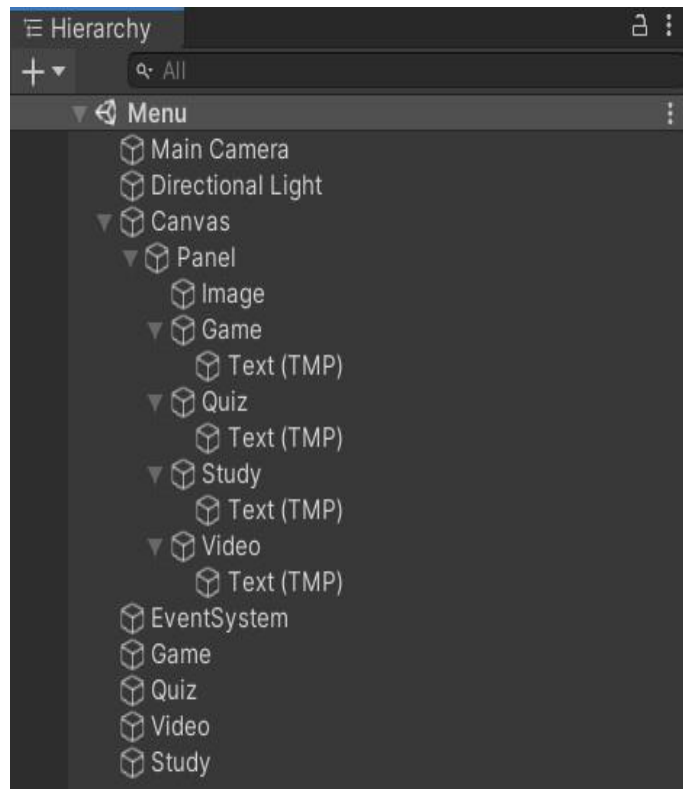 Hierarchy
All
Menu
Main Camera
Directional Light
Canvas
Panel
Image
Game
Text (TMP)
Quiz
Text (TMP)
Study
Text (TMP)
Video
Text (TMP)
EventSystem
Game
Quiz
Video
Study